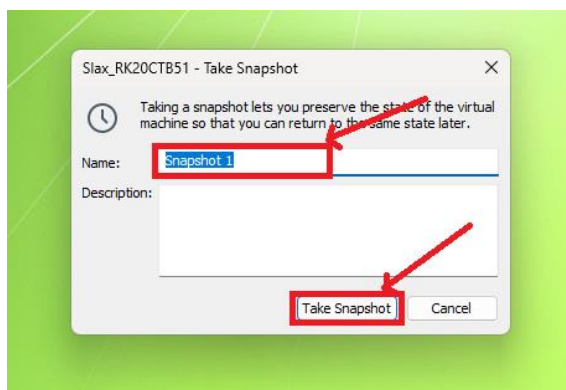 Slax_RK20CTB51 - Take Snapshot
Taking a snapshot lets you preserve the state of the virtual
machine so that you can return to the same state later.
Name: Snapshot 1
Description:
Take Snapshot Cancel